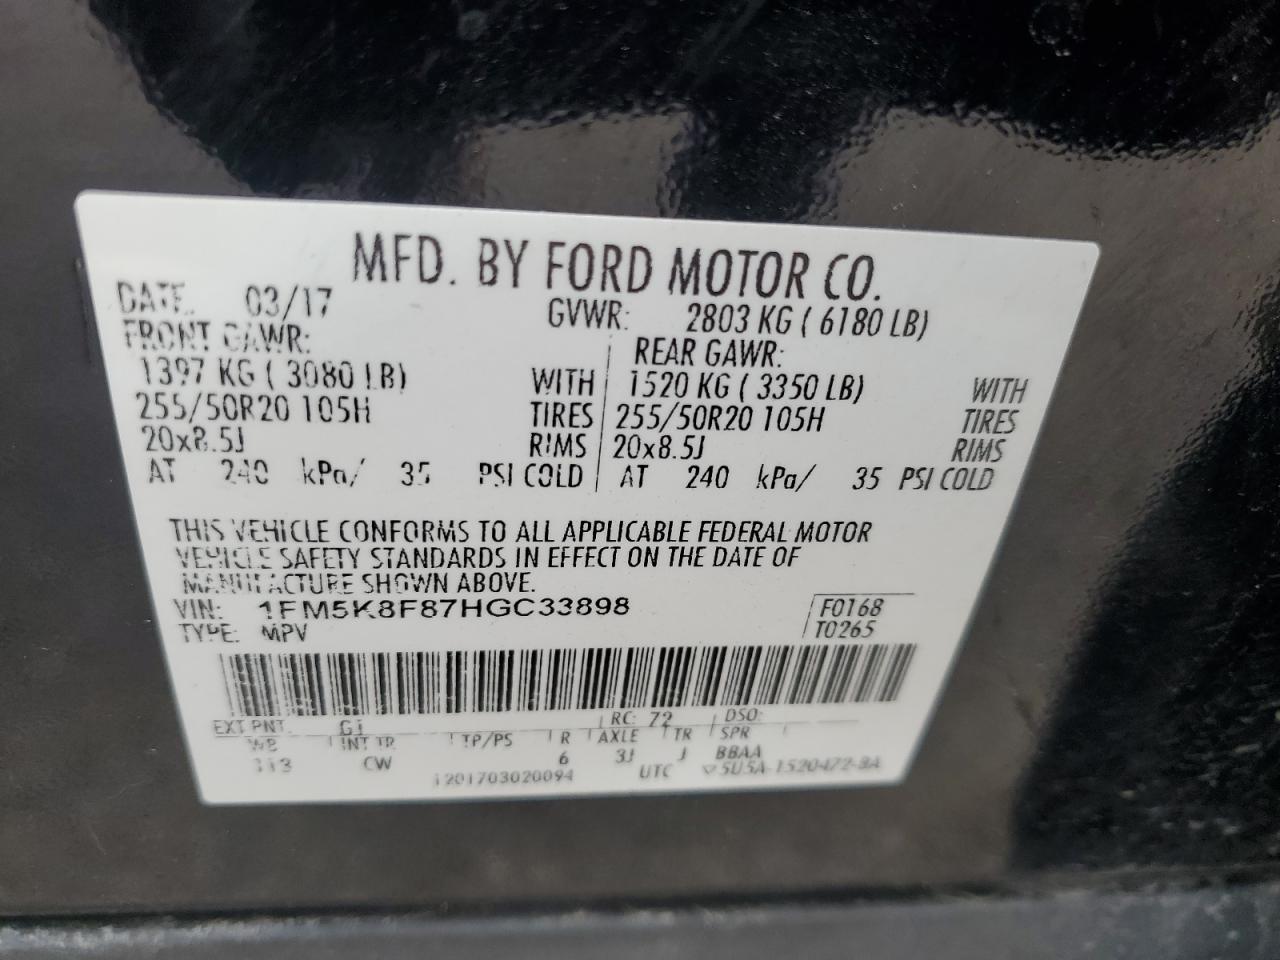 MFD. BY FORD MOTOR CO.
DATE: 03/17 GVWR: 2803 KG ( 6180 LB)
FRONT GAWR: REAR GAWR:
1397 KG ( 3080 LB) WITH 1520 KG ( 3350 LB) WITH
255/50R20 105H TIRES 255/50R20 105H TIRES
20x8.5J RIMS 20x8.5J RIMS
AT 240 kPa/ 35 PSI COLD AT 240 kPa/ 35 PSI COLD
THIS VEHICLE CONFORMS TO ALL APPLICABLE FEDERAL MOTOR
VEHICLE SAFETY STANDARDS IN EFFECT ON THE DATE OF
MANUFACTURE SHOWN ABOVE.
VIN: 1FM5K8F87HGC33898 F0168
TYPE: MPV T0265
EXT PNT: G1 RC: 72 DSO:
WB INT TR TP/PS R AXLE TR SPR
113 CW 6 3J J BBAA
1201703020094 UTC 5U5A-1520472-BA